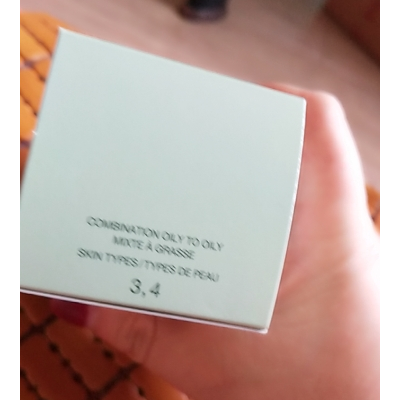 COMBINATION OILY TO OILY
MIXTE À GRASSE
SKIN TYPES/TYPES DE PEAU
3, 4